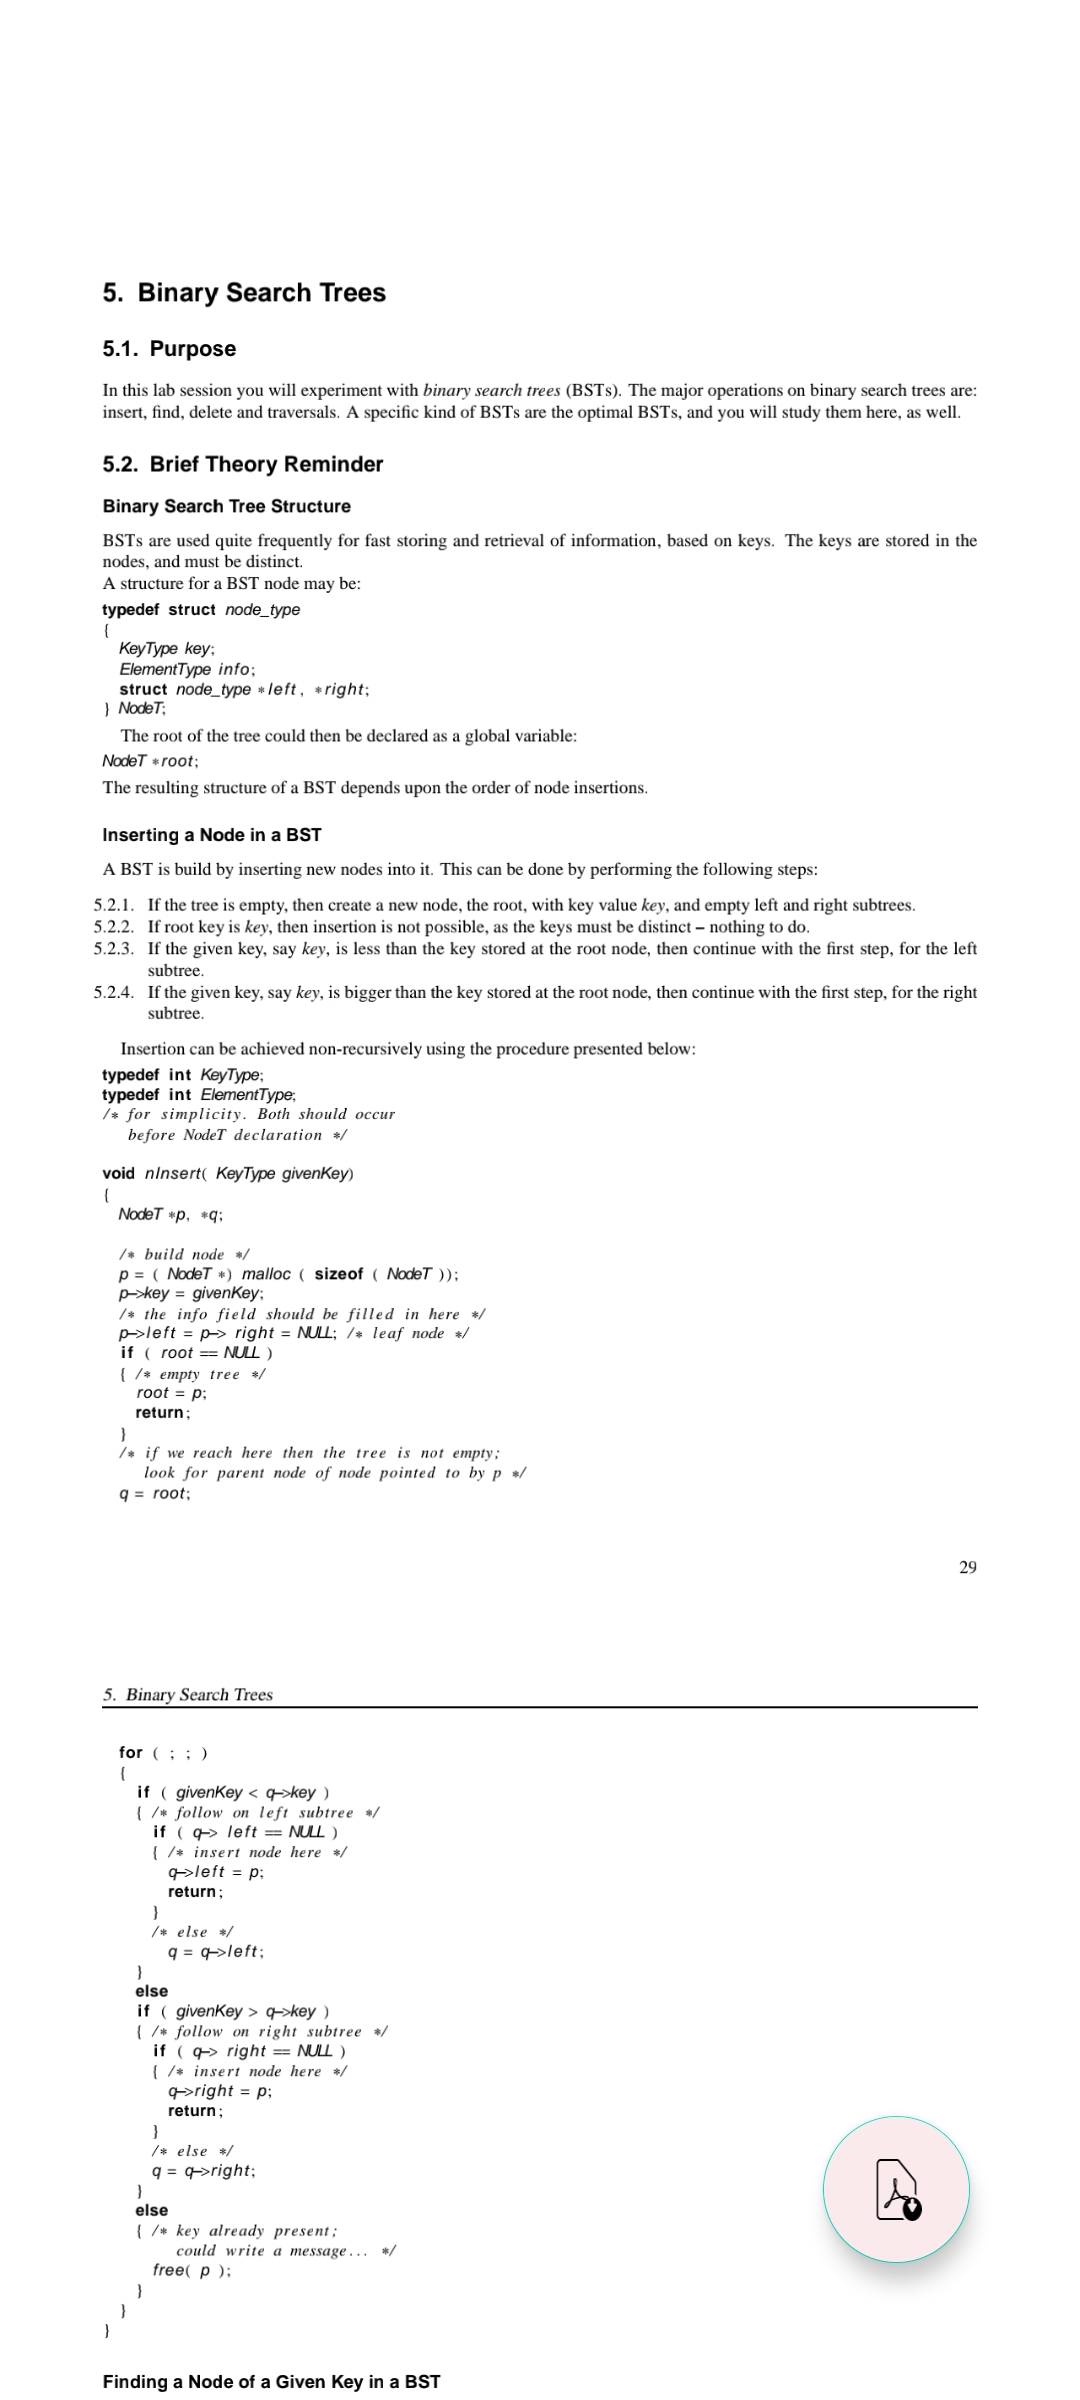 5. Binary Search Trees
5.1. Purpose
In this lab session you will experiment with binary search trees (BSTs). The major operations on binary search trees are:
insert, find, delete and traversals. A specific kind of BSTs are the optimal BSTs, and you will study them here, as well.
5.2. Brief Theory Reminder
Binary Search Tree Structure
BSTs are used quite frequently for fast storing and retrieval of information, based on keys. The keys are stored in the
nodes, and must be distinct.
A structure for a BST node may be:
typedef struct node_type
{
KeyType key;
ElementType info;
struct node_type *left, *right;
} NodeT;
The root of the tree could then be declared as a global variable:
NodeT *root;
The resulting structure of a BST depends upon the order of node insertions.
Inserting a Node in a BST
A BST is build by inserting new nodes into it. This can be done by performing the following steps:
5.2.1. If the tree is empty, then create a new node, the root, with key value key, and empty left and right subtrees.
5.2.2. If root key is key, then insertion is not possible, as the keys must be distinct – nothing to do.
5.2.3. If the given key, say key, is less than the key stored at the root node, then continue with the first step, for the left
subtree.
5.2.4. If the given key, say key, is bigger than the key stored at the root node, then continue with the first step, for the right
subtree.
Insertion can be achieved non-recursively using the procedure presented below:
typedef int KeyType;
typedef int ElementType;
/* for simplicity. Both should occur
before NodeT declaration */
void nInsert( KeyType givenKey)
{
NodeT *p, *q;
/* build node */
p = ( NodeT *) malloc ( sizeof ( NodeT ));
p->key = givenKey;
/* the info field should be filled in here */
p->left = p-> right = NULL; /* leaf node */
if ( root == NULL )
{ /* empty tree */
root = p;
return;
}
/* if we reach here then the tree is not empty;
look for parent node of node pointed to by p */
q = root;
29
5. Binary Search Trees
for ( ; ; )
{
if ( givenKey < q->key )
{ /* follow on left subtree */
if ( q-> left == NULL )
{ /* insert node here */
q->left = p;
return;
}
/* else */
q = q->left;
}
else
if ( givenKey > q->key )
{ /* follow on right subtree */
if ( q-> right == NULL )
{ /* insert node here */
q->right = p;
return;
}
/* else */
q = q->right;
}
else
{ /* key already present;
could write a message... */
free( p );
}
}
}
Finding a Node of a Given Key in a BST